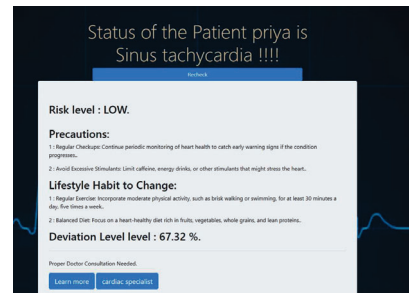 Status of the Patient priya is
Sinus tachycardia !!!!
Recheck
Risk level : LOW.
Precautions:
1 : Regular Checkups: Continue periodic monitoring of heart health to catch early warning signs if the condition
progresses..
2 : Avoid Excessive Stimulants: Limit caffeine, energy drinks, or other stimulants that might stress the heart..
Lifestyle Habit to Change:
1 : Regular Exercise: Incorporate moderate physical activity, such as brisk walking or swimming, for at least 30 minutes a
day, five times a week..
2 : Balanced Diet: Focus on a heart-healthy diet rich in fruits, vegetables, whole grains, and lean proteins..
Deviation Level level : 67.32 %.
Proper Doctor Consultation Needed.
Learn more
cardiac specialist